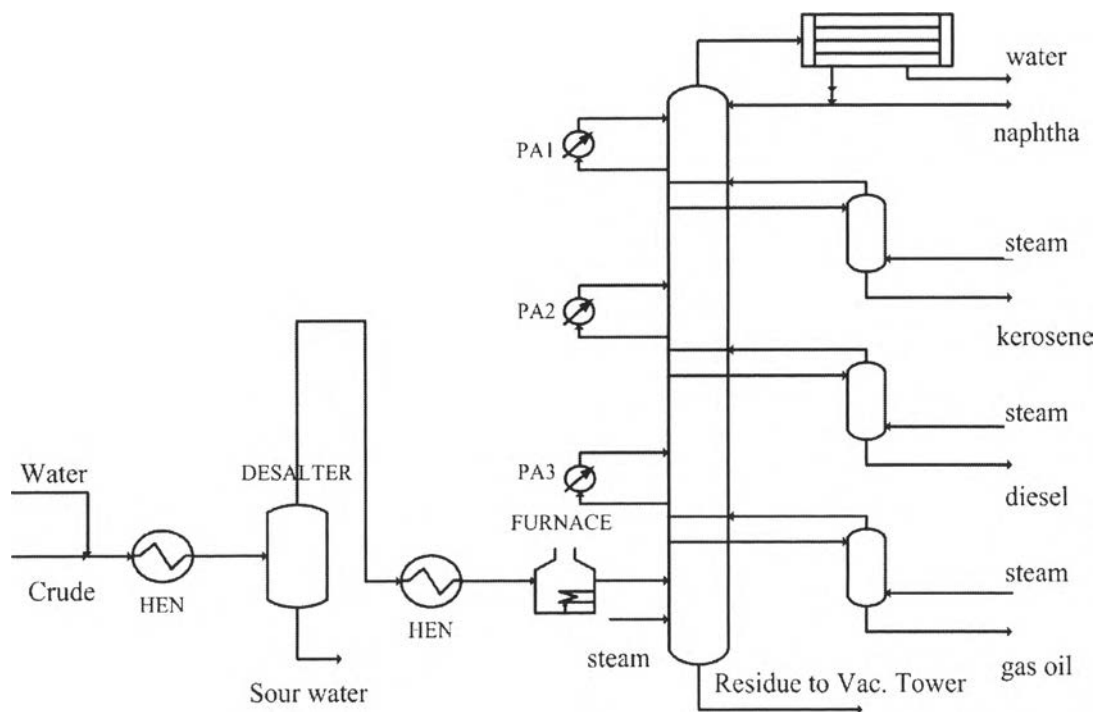 water
naphtha
PA1
steam
PA2
kerosene
steam
Water
DESALTER
PA3
diesel
FURNACE
Crude
HEN
HEN
steam
steam
gas oil
Sour water
Residue to Vac. Tower